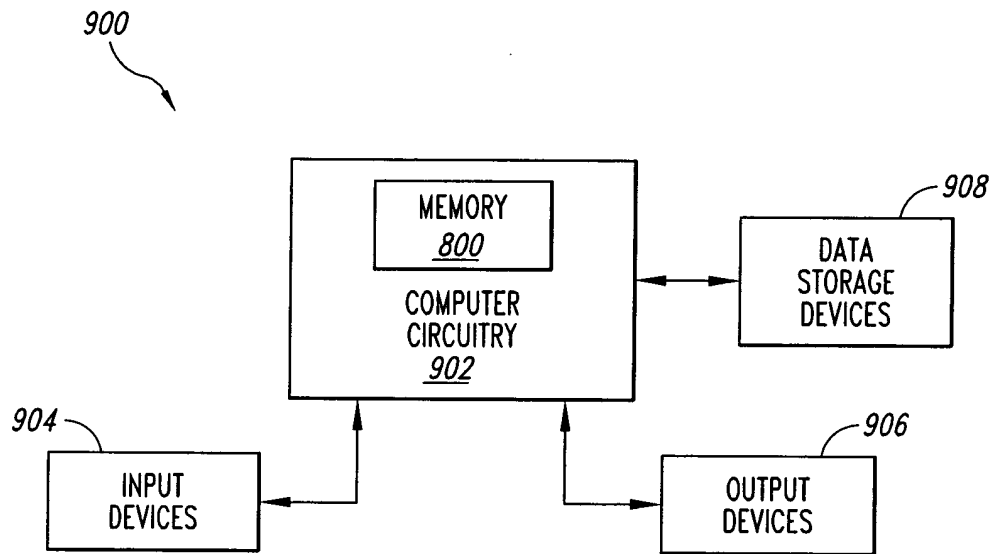 900
MEMORY
800
COMPUTER
CIRCUITRY
902
908
DATA
STORAGE
DEVICES
904
INPUT
DEVICES
906
OUTPUT
DEVICES